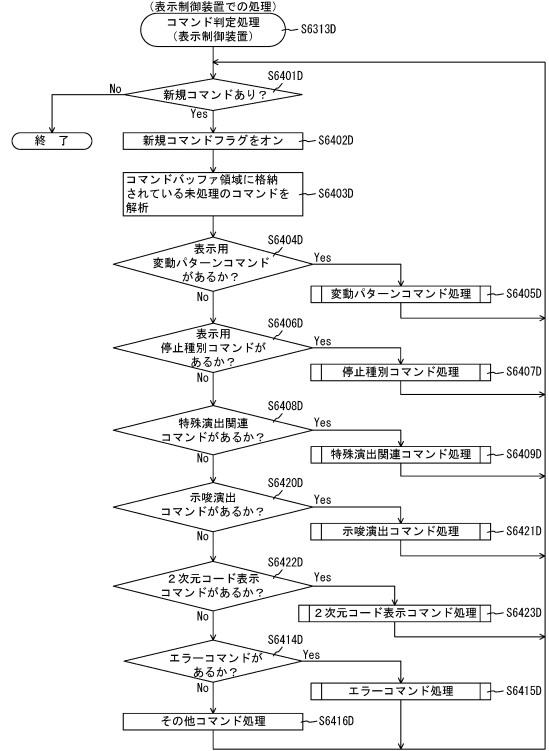 (表示制御装置での処理)
コマンド判定処理
(表示制御装置)
S6313D
S6401D
新規コマンドあり？
No
Yes
終　了
新規コマンドフラグをオン
S6402D
コマンドバッファ領域に格納
されている未処理のコマンドを
解析
S6403D
S6404D
表示用
変動パターンコマンド
があるか？
Yes
No
変動パターンコマンド処理
S6405D
S6406D
表示用
停止種別コマンドが
あるか？
Yes
No
停止種別コマンド処理
S6407D
S6408D
特殊演出関連
コマンドがあるか？
Yes
No
特殊演出関連コマンド処理
S6409D
S6420D
示唆演出
コマンドがあるか？
Yes
No
示唆演出コマンド処理
S6421D
S6422D
２次元コード表示
コマンドがあるか？
Yes
No
２次元コード表示コマンド処理
S6423D
S6414D
エラーコマンドが
あるか？
Yes
No
エラーコマンド処理
S6415D
その他コマンド処理
S6416D